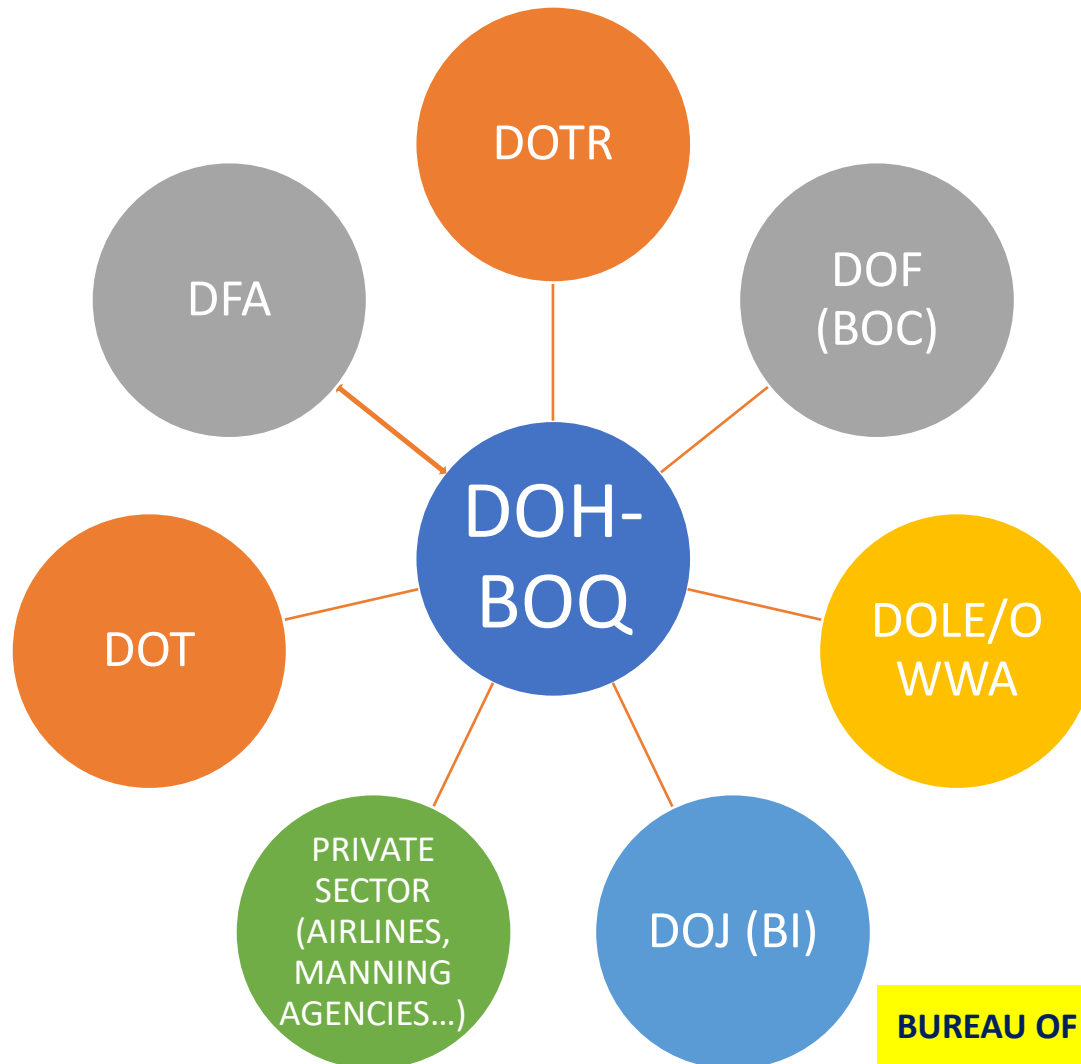 DOTR
DFA
DOF
(BOC)
DOH-
BOQ
DOT
DOLE/O
WWA
PRIVATE
SECTOR
(AIRLINES,
MANNING
AGENCIES…)
DOJ (BI)
BUREAU OF